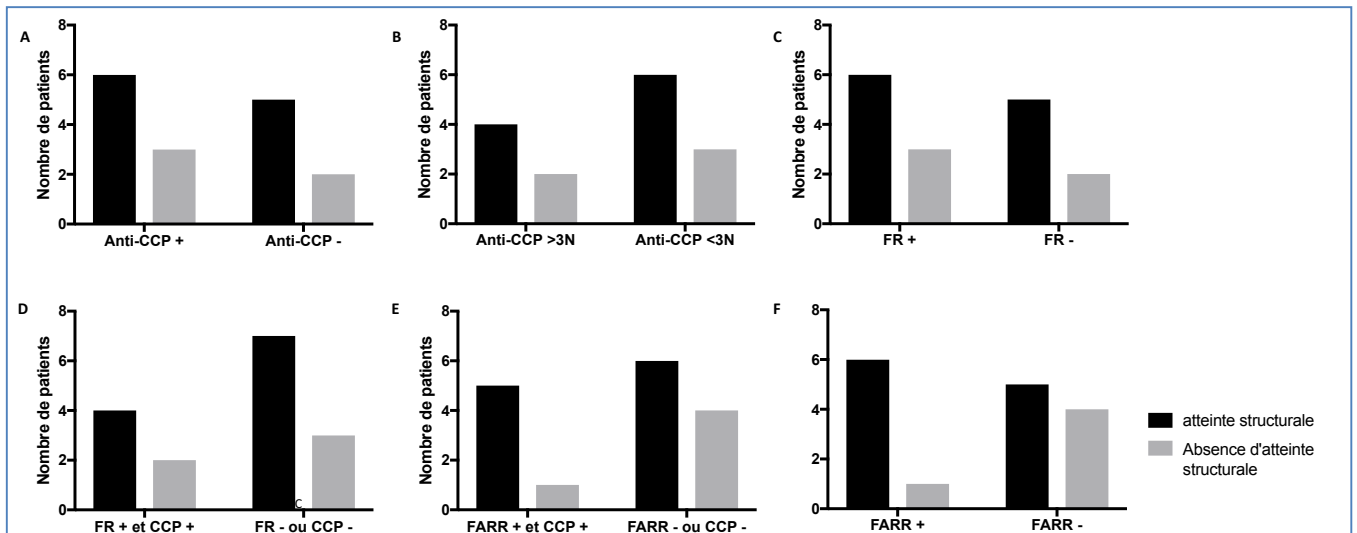 A
Nombre de patients
8
6
4
2
0
Anti-CCP + Anti-CCP -
B
Nombre de patients
8
6
4
2
0
Anti-CCP >3N Anti-CCP <3N
C
Nombre de patients
8
6
4
2
0
FR + FR -
D
Nombre de patients
8
6
4
2
0
C
FR + et CCP + FR - ou CCP -
E
Nombre de patients
8
6
4
2
0
FARR + et CCP + FARR - ou CCP -
F
8
6
4
2
0
FARR + FARR -
atteinte structurale
Absence d'atteinte
structurale